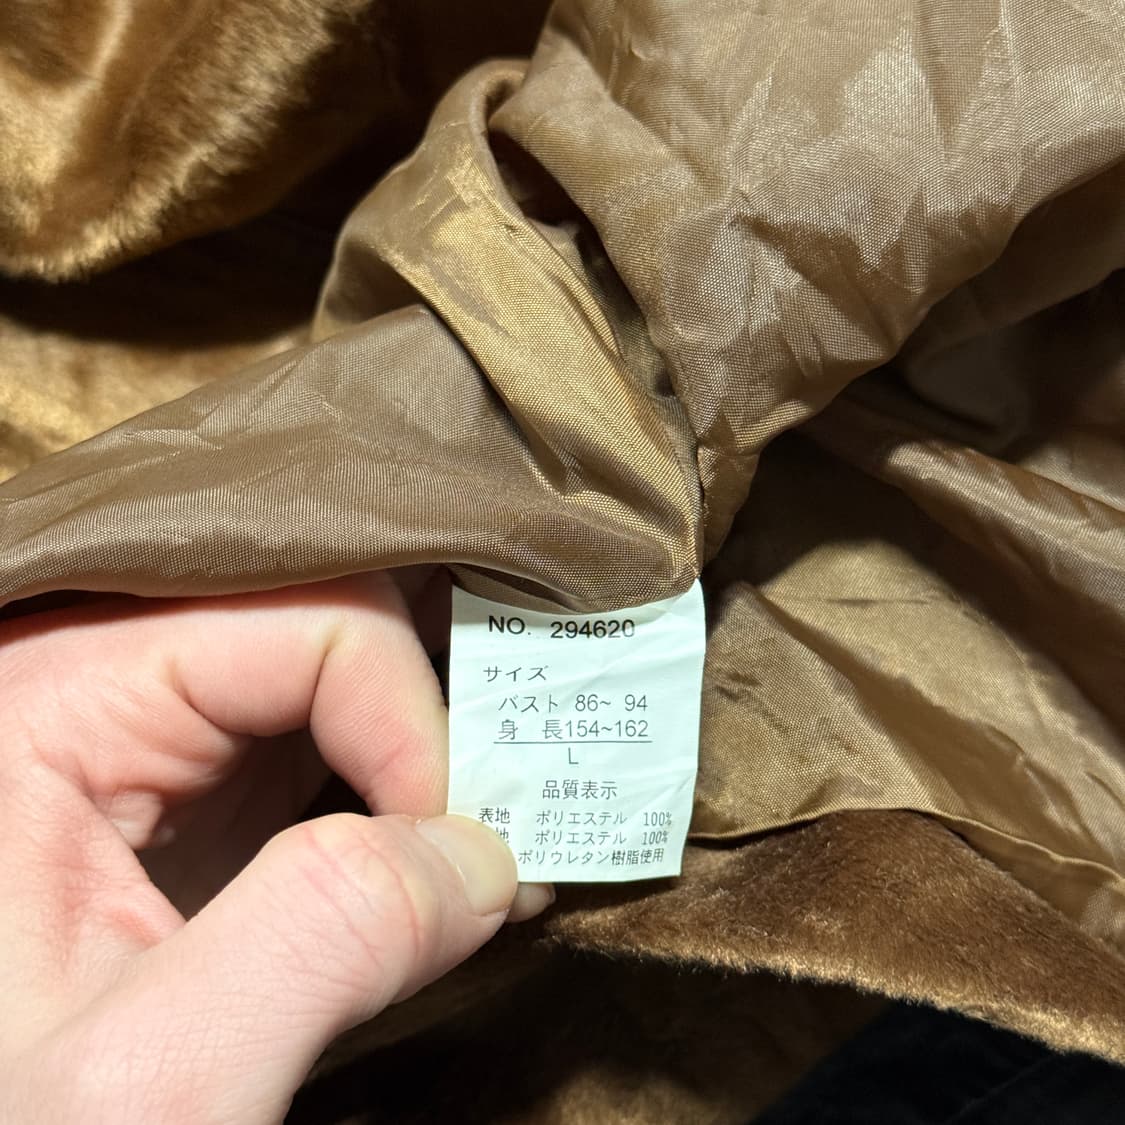 NO. 294620
サイズ
バスト 86~ 94
身 長154~162
L
品質表示
表地 ポリエステル 100%
地 ポリエステル 100%
ポリウレタン樹脂使用